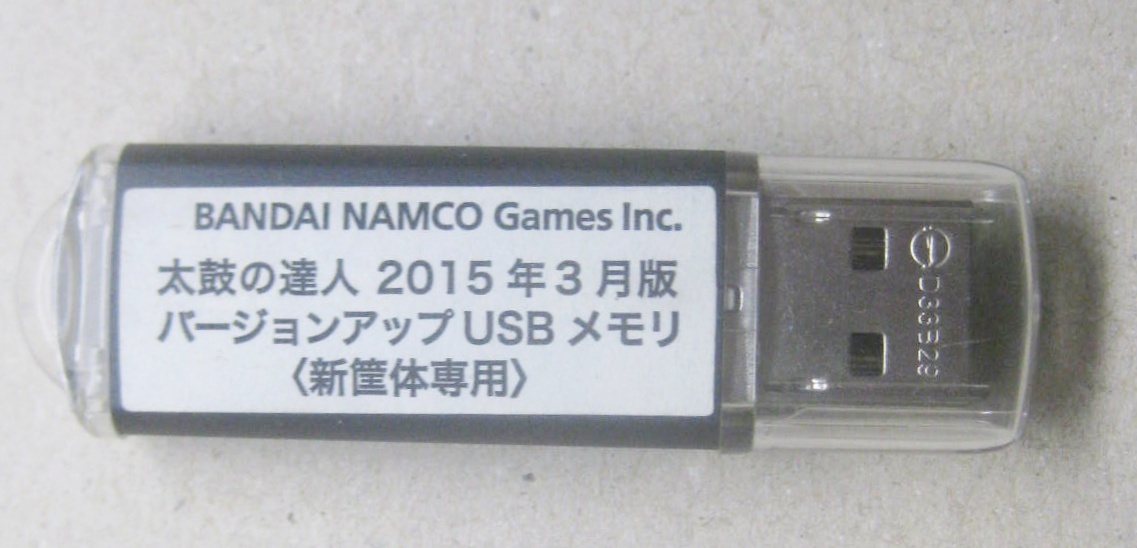 BANDAI NAMCO Games Inc.
太鼓の達人 2015 年 3 月版
バージョンアップ USB メモリ
〈新筐体専用〉
D33B29